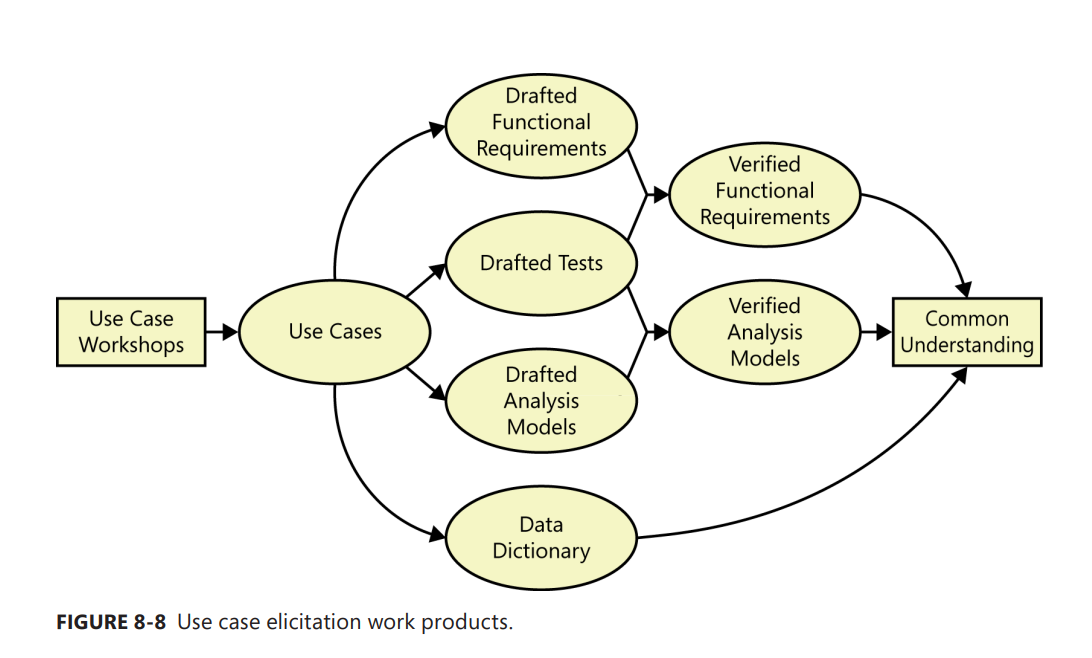 Drafted
Functional
Requirements
Verified
Functional
Requirements
Drafted Tests
Use Case
Workshops
Use Cases
Verified
Analysis
Models
Common
Understanding
Drafted
Analysis
Models
Data
Dictionary
FIGURE 8-8 Use case elicitation work products.